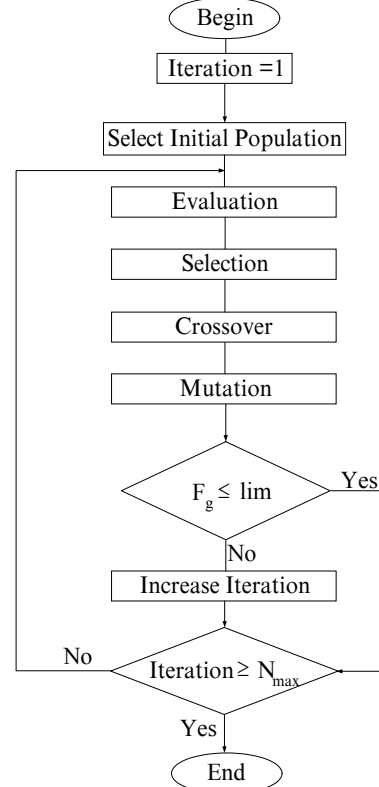 Begin
Iteration =1
Select Initial Population
Evaluation
Selection
Crossover
Mutation
F_g ≤ lim
Yes
No
Increase Iteration
No
Iteration ≥ N_max
Yes
End